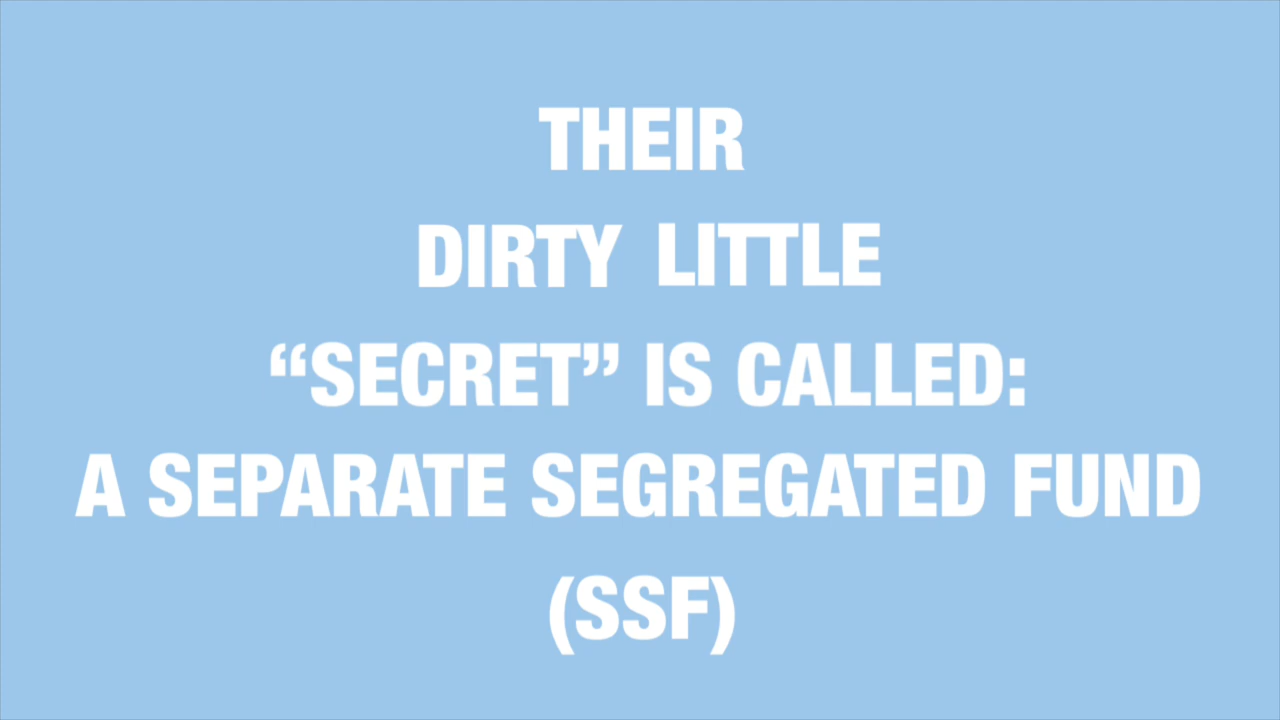 THEIR
DIRTY LITTLE
“SECRET” IS CALLED:
A SEPARATE SEGREGATED FUND
(SSF)